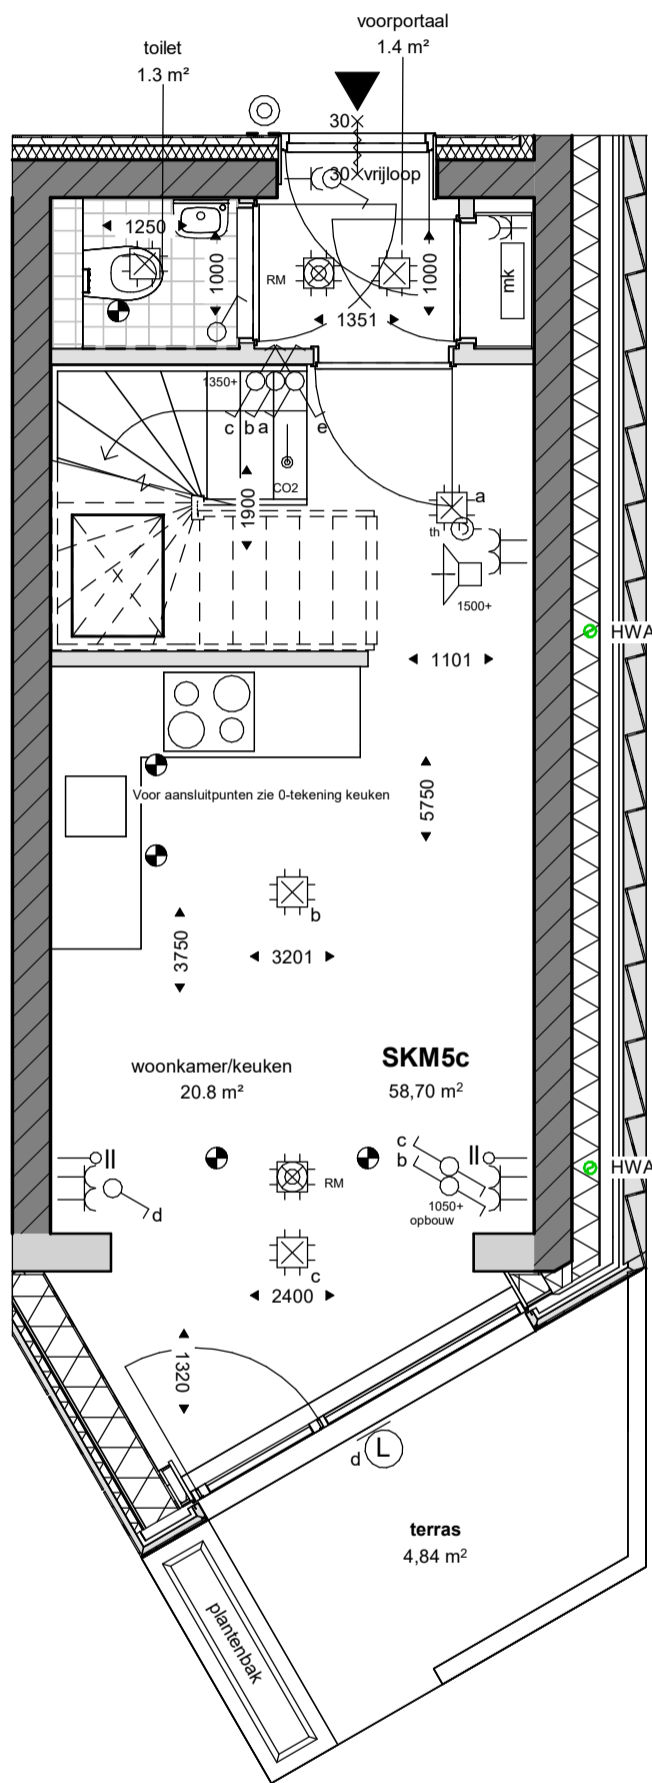 voorportaal
1.4 m²
toilet
1.3 m²
30
30 vrijloop
1250
1000
RM
1000
mk
1351
1350+
c b a e
CO2
1900
a
th
1500+
HWA
1101
5750
Voor aansluitpunten zie 0-tekening keuken
b
3750
3201
SKM5c
58,70 m²
woonkamer/keuken
20.8 m²
c
b
HWA
RM
1050+
opbouw
d
c
2400
1320
d
L
terras
4,84 m²
plantenbak